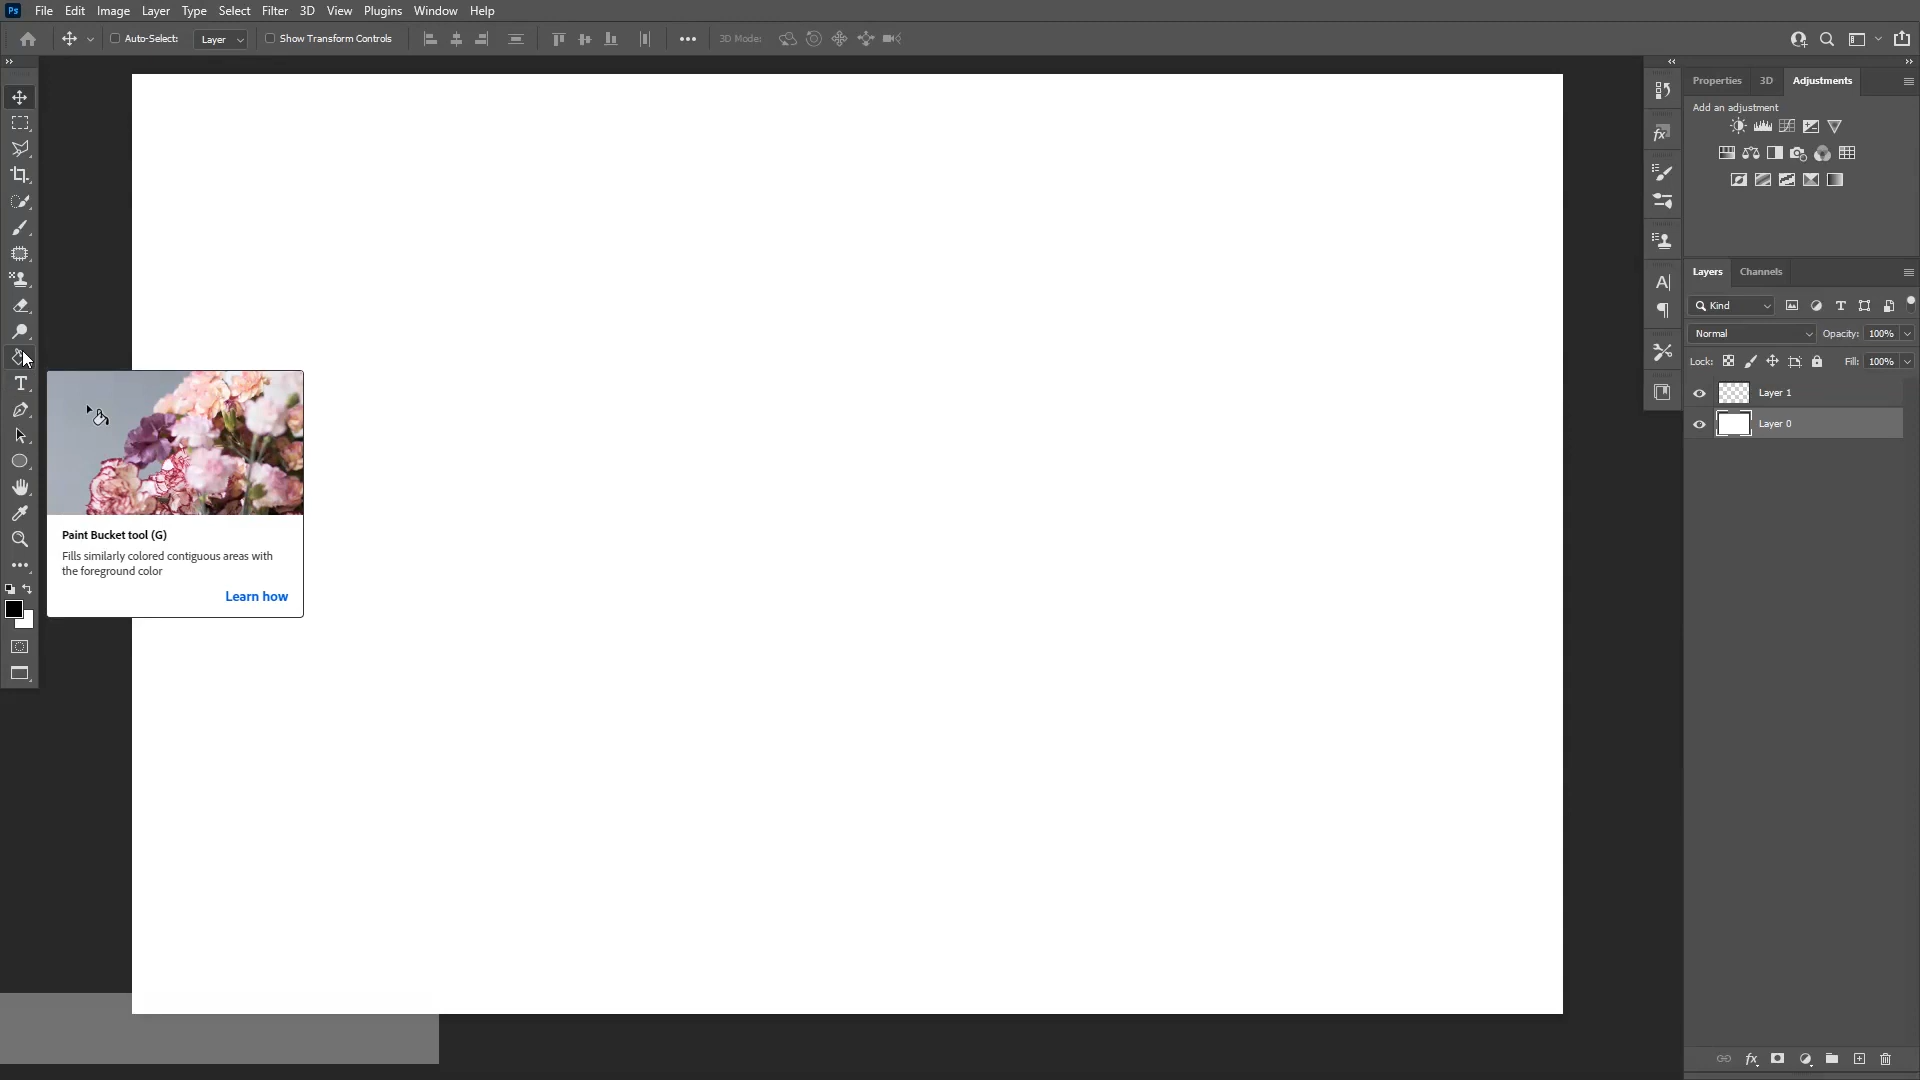 Ps File Edit Image Layer Type Select Filter 3D View Plugins Window Help
Auto-Select: Layer Show Transform Controls 3D Mode:
Properties 3D Adjustments
Add an adjustment
Layers Channels
Kind
Normal Opacity: 100%
Lock: Fill: 100%
Layer 1
Layer 0
Paint Bucket tool (G)
Fills similarly colored contiguous areas with
the foreground color
Learn how